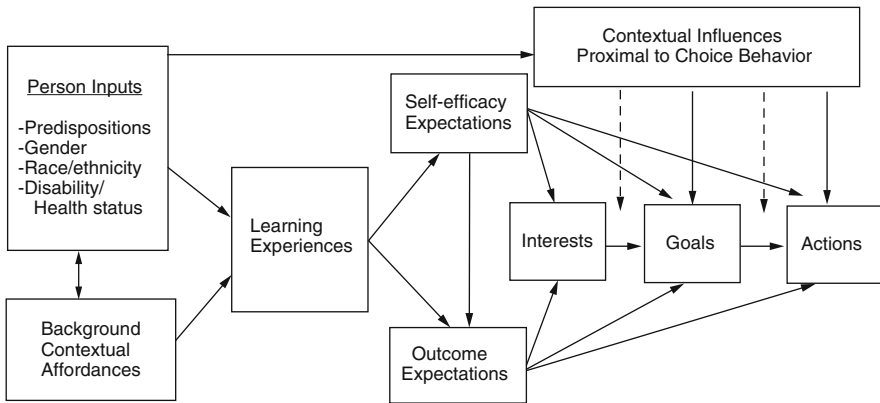 Contextual Influences
Proximal to Choice Behavior
Person Inputs
-Predispositions
-Gender
-Race/ethnicity
-Disability/
Health status
Self-efficacy
Expectations
Learning
Experiences
Interests
Goals
Actions
Background
Contextual
Affordances
Outcome
Expectations